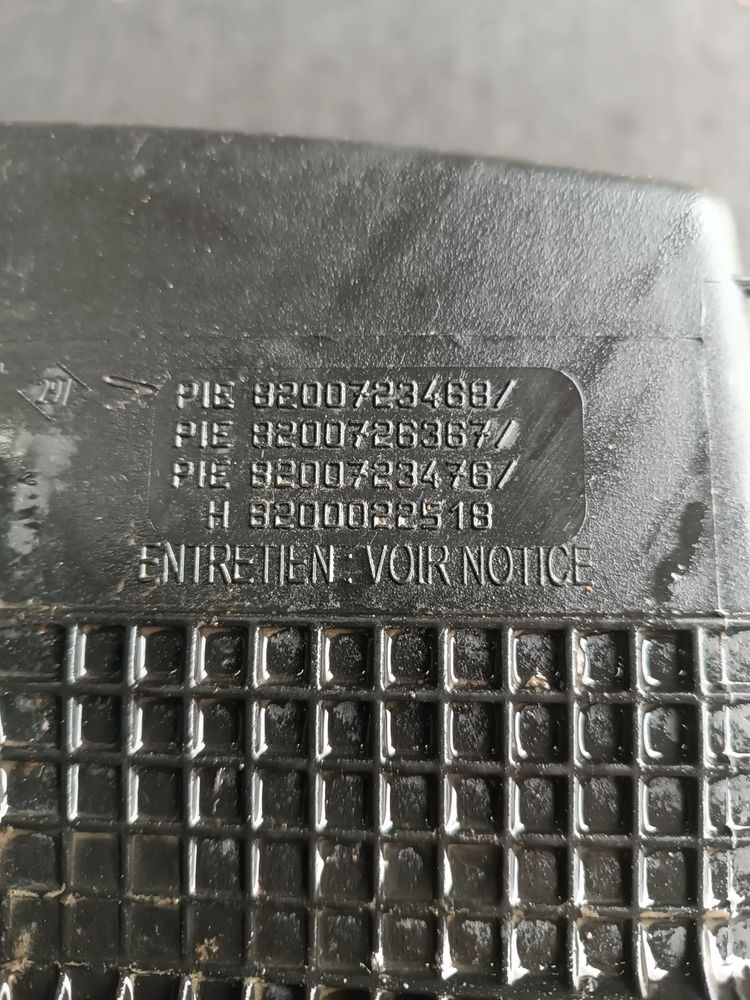 PIE 8200723468/
PIE 8200726367/
PIE 8200723476/
H 8200022518
ENTRETIEN : VOIR NOTICE